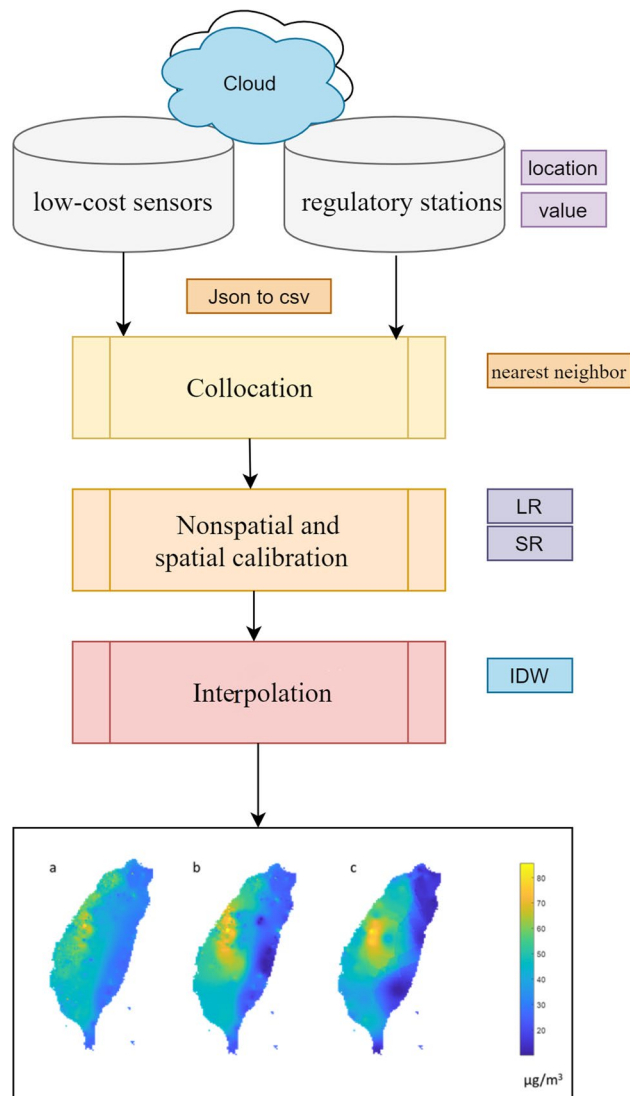 Cloud
low-cost sensors
regulatory stations
location
value
Json to csv
Collocation
nearest neighbor
Nonspatial and
spatial calibration
LR
SR
Interpolation
IDW
a
b
c
80
70
60
50
40
30
20
µg/m³